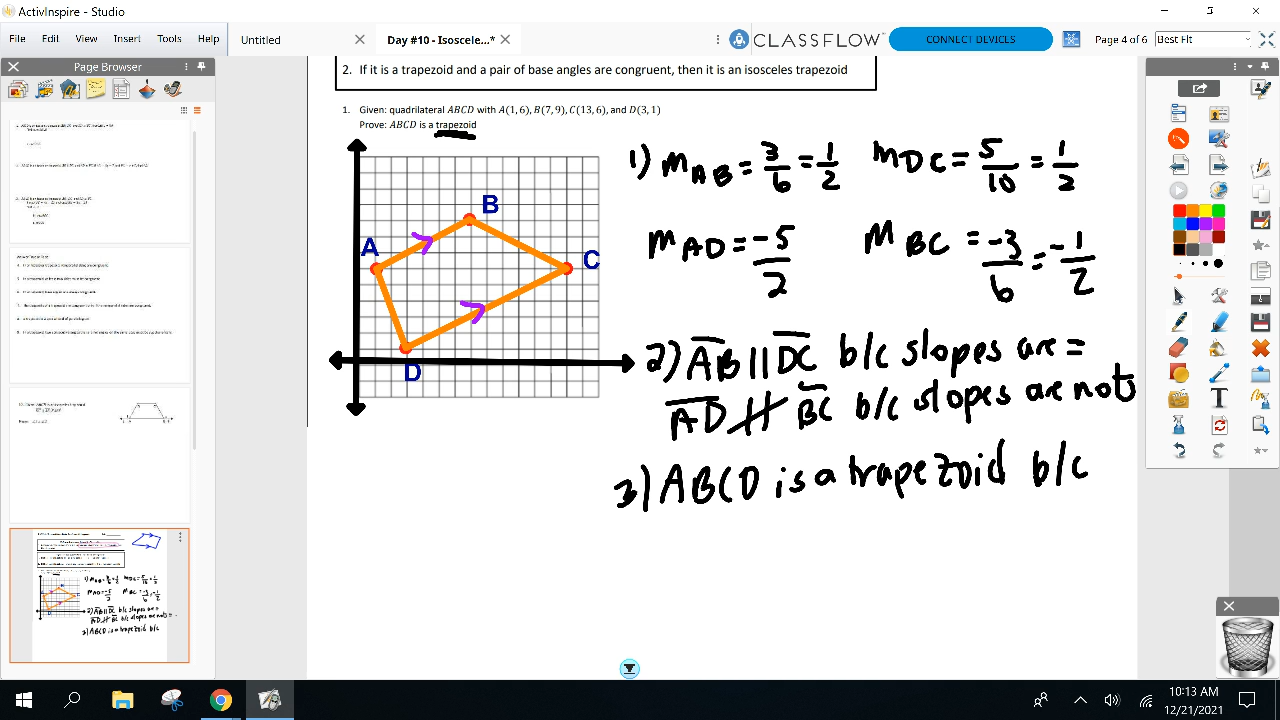 ActivInspire - Studio
File Edit View Insert Tools Help
Untitled
Day #10 - Isoscele...*
CLASSFLOW
CONNECT DEVICES
Page 4 of 6
Best Fit
Page Browser
2. If it is a trapezoid and a pair of base angles are congruent, then it is an isosceles trapezoid
1. Given: quadrilateral ABCD with A(1, 6), B(7, 9), C(13, 6), and D(3, 1)
Prove: ABCD is a trapezoid
A
B
C
D
1) mAB = 3/6 = 1/2 mDC = 5/10 = 1/2
mAD = -5/2 mBC = -3/6 = -1/2
2) AB || DC b/c slopes are =
AD ∦ BC b/c slopes are not
3) ABCD is a trapezoid b/c
10:13 AM
12/21/2021